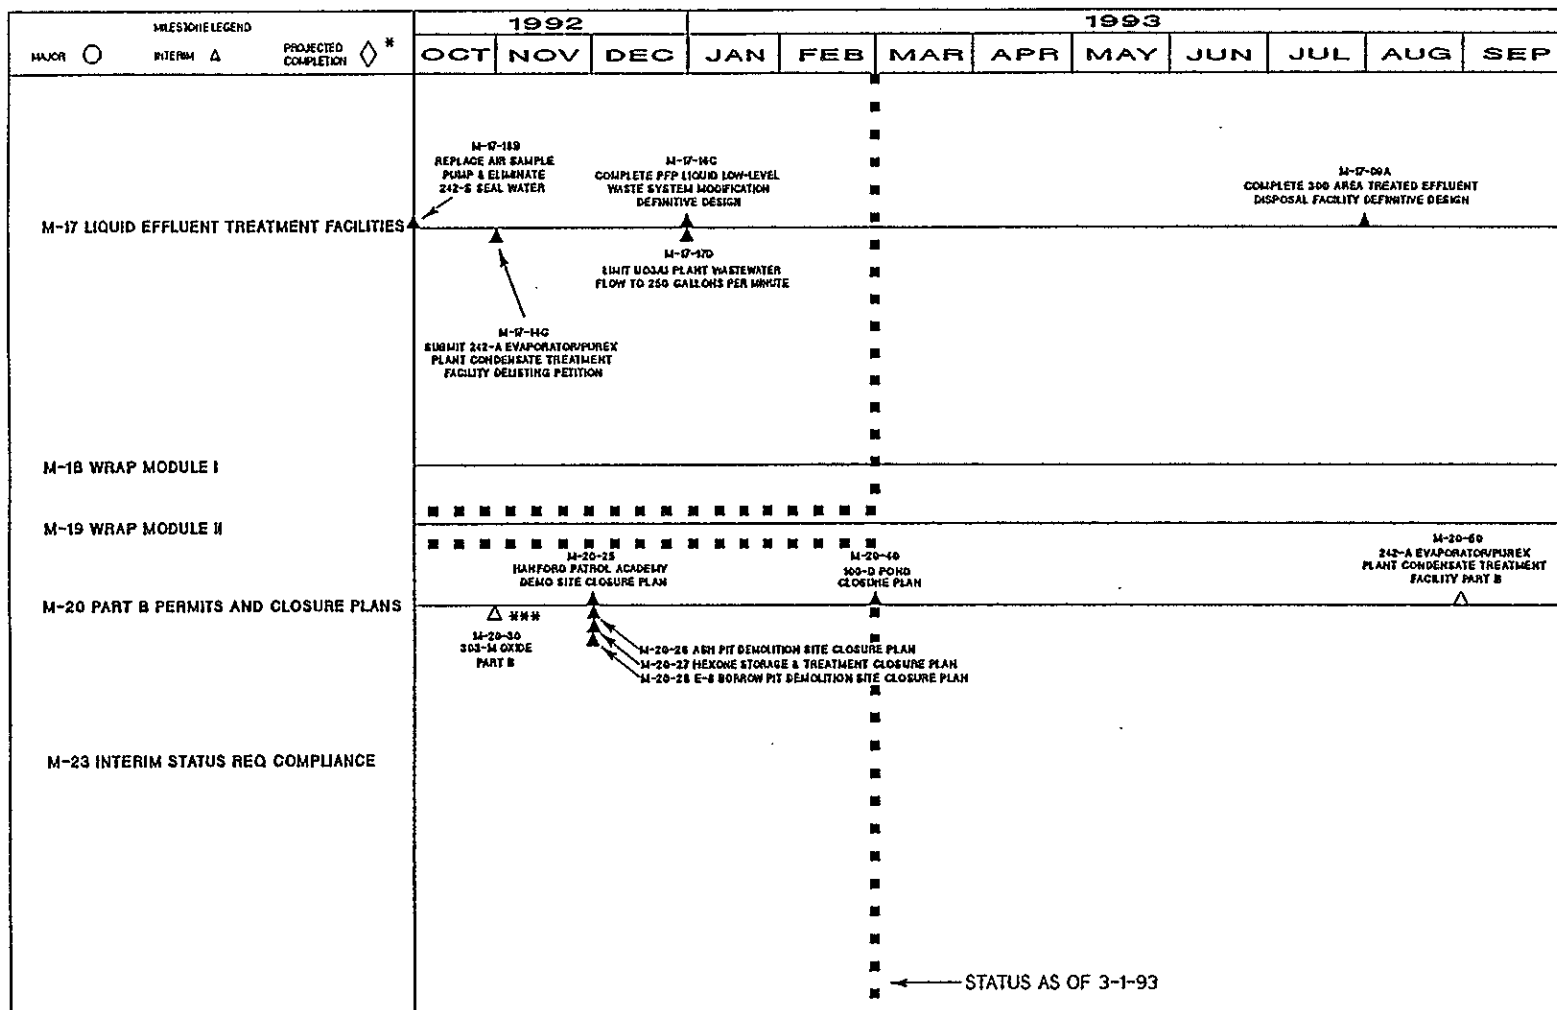 MILESTONE LEGEND
MAJOR
INTERIM
PROJECTED
COMPLETION
*
1992
1993
OCT NOV DEC JAN FEB MAR APR MAY JUN JUL AUG SEP
REPLACE AIR SAMPLE
PUMP & ELIMINATE
242-S SEAL WATER
COMPLETE PFP LIQUID LOW-LEVEL
WASTE SYSTEM MODIFICATION
DEFINITIVE DESIGN
M-17-09A
COMPLETE 300 AREA TREATED EFFLUENT
DISPOSAL FACILITY DEFINITIVE DESIGN
M-17 LIQUID EFFLUENT TREATMENT FACILITIES
M-17-17D
LIMIT UO3/U PLANT WASTEWATER
FLOW TO 250 GALLONS PER MINUTE
M-17-14C
SUBMIT 242-A EVAPORATOR/PUREX
PLANT CONDENSATE TREATMENT
FACILITY DELISTING PETITION
M-18 WRAP MODULE I
M-19 WRAP MODULE II
M-20-25
HANFORD PATROL ACADEMY
DEMO SITE CLOSURE PLAN
M-20-40
100-D POND
CLOSURE PLAN
M-20-50
242-A EVAPORATOR/PUREX
PLANT CONDENSATE TREATMENT
FACILITY PART B
M-20 PART B PERMITS AND CLOSURE PLANS
***
M-20-30
303-M OXIDE
PART B
M-20-26 ASH PIT DEMOLITION SITE CLOSURE PLAN
M-20-27 HEXONE STORAGE & TREATMENT CLOSURE PLAN
M-20-28 E-8 BORROW PIT DEMOLITION SITE CLOSURE PLAN
M-23 INTERIM STATUS REQ COMPLIANCE
STATUS AS OF 3-1-93